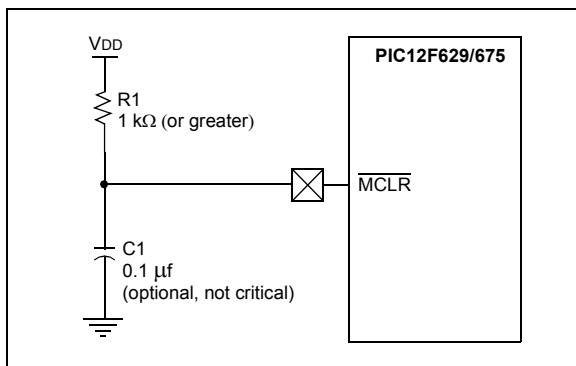 VDD
PIC12F629/675
R1
1 kΩ (or greater)
MCLR
C1
0.1 µf
(optional, not critical)